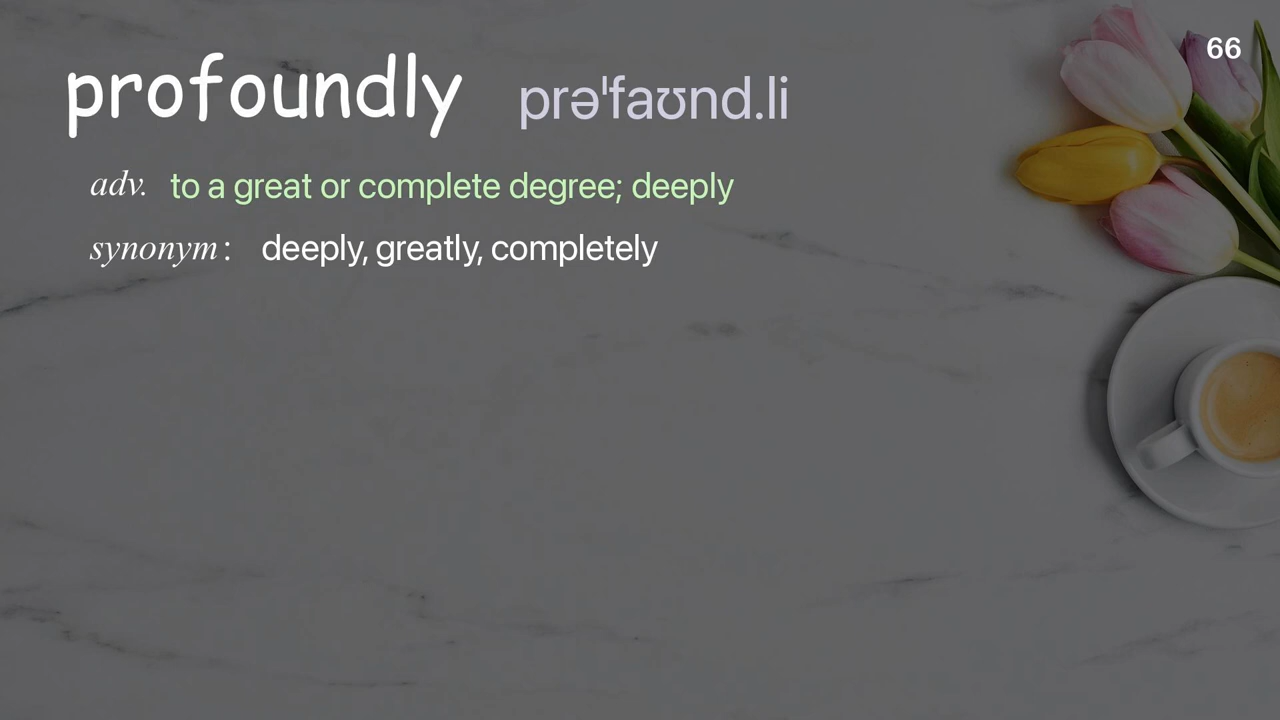 66
profoundly prəˈfaʊnd.li
adv. to a great or complete degree; deeply
synonym: deeply, greatly, completely